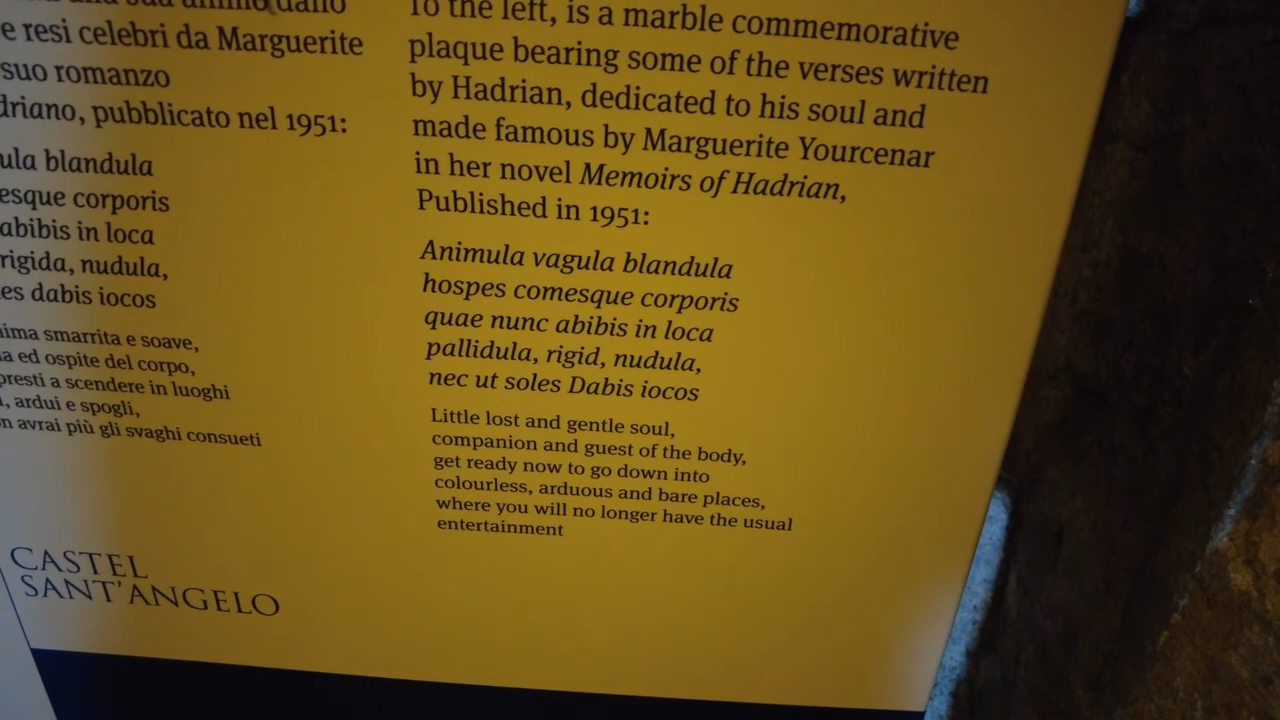 e resi celebri da Marguerite
suo romanzo
driano, pubblicato nel 1951:
ula blandula
esque corporis
abibis in loca
rigida, nudula,
es dabis iocos
ima smarrita e soave,
a ed ospite del corpo,
presti a scendere in luoghi
, ardui e spogli,
n avrai più gli svaghi consueti
CASTEL
SANT'ANGELO
To the left, is a marble commemorative
plaque bearing some of the verses written
by Hadrian, dedicated to his soul and
made famous by Marguerite Yourcenar
in her novel Memoirs of Hadrian,
Published in 1951:
Animula vagula blandula
hospes comesque corporis
quae nunc abibis in loca
pallidula, rigid, nudula,
nec ut soles Dabis iocos
Little lost and gentle soul,
companion and guest of the body,
get ready now to go down into
colourless, arduous and bare places,
where you will no longer have the usual
entertainment